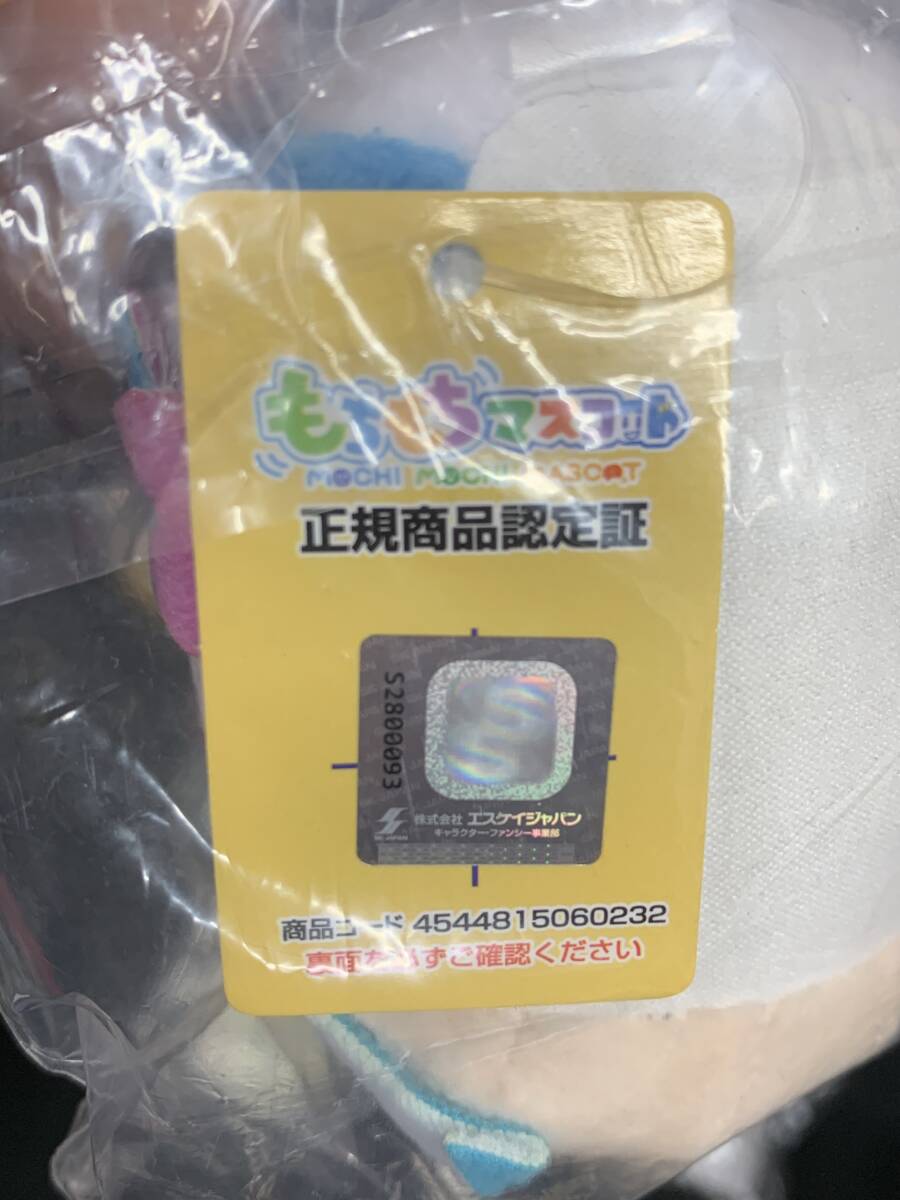 もちもちマスコット
MOCHI MOCHI MASCOT
正規商品認定証
S2800093
株式会社 エスケイジャパン
キャラクター・ファンシー事業部
SK JAPAN
商品コード 4544815060232
裏面を必ずご確認ください